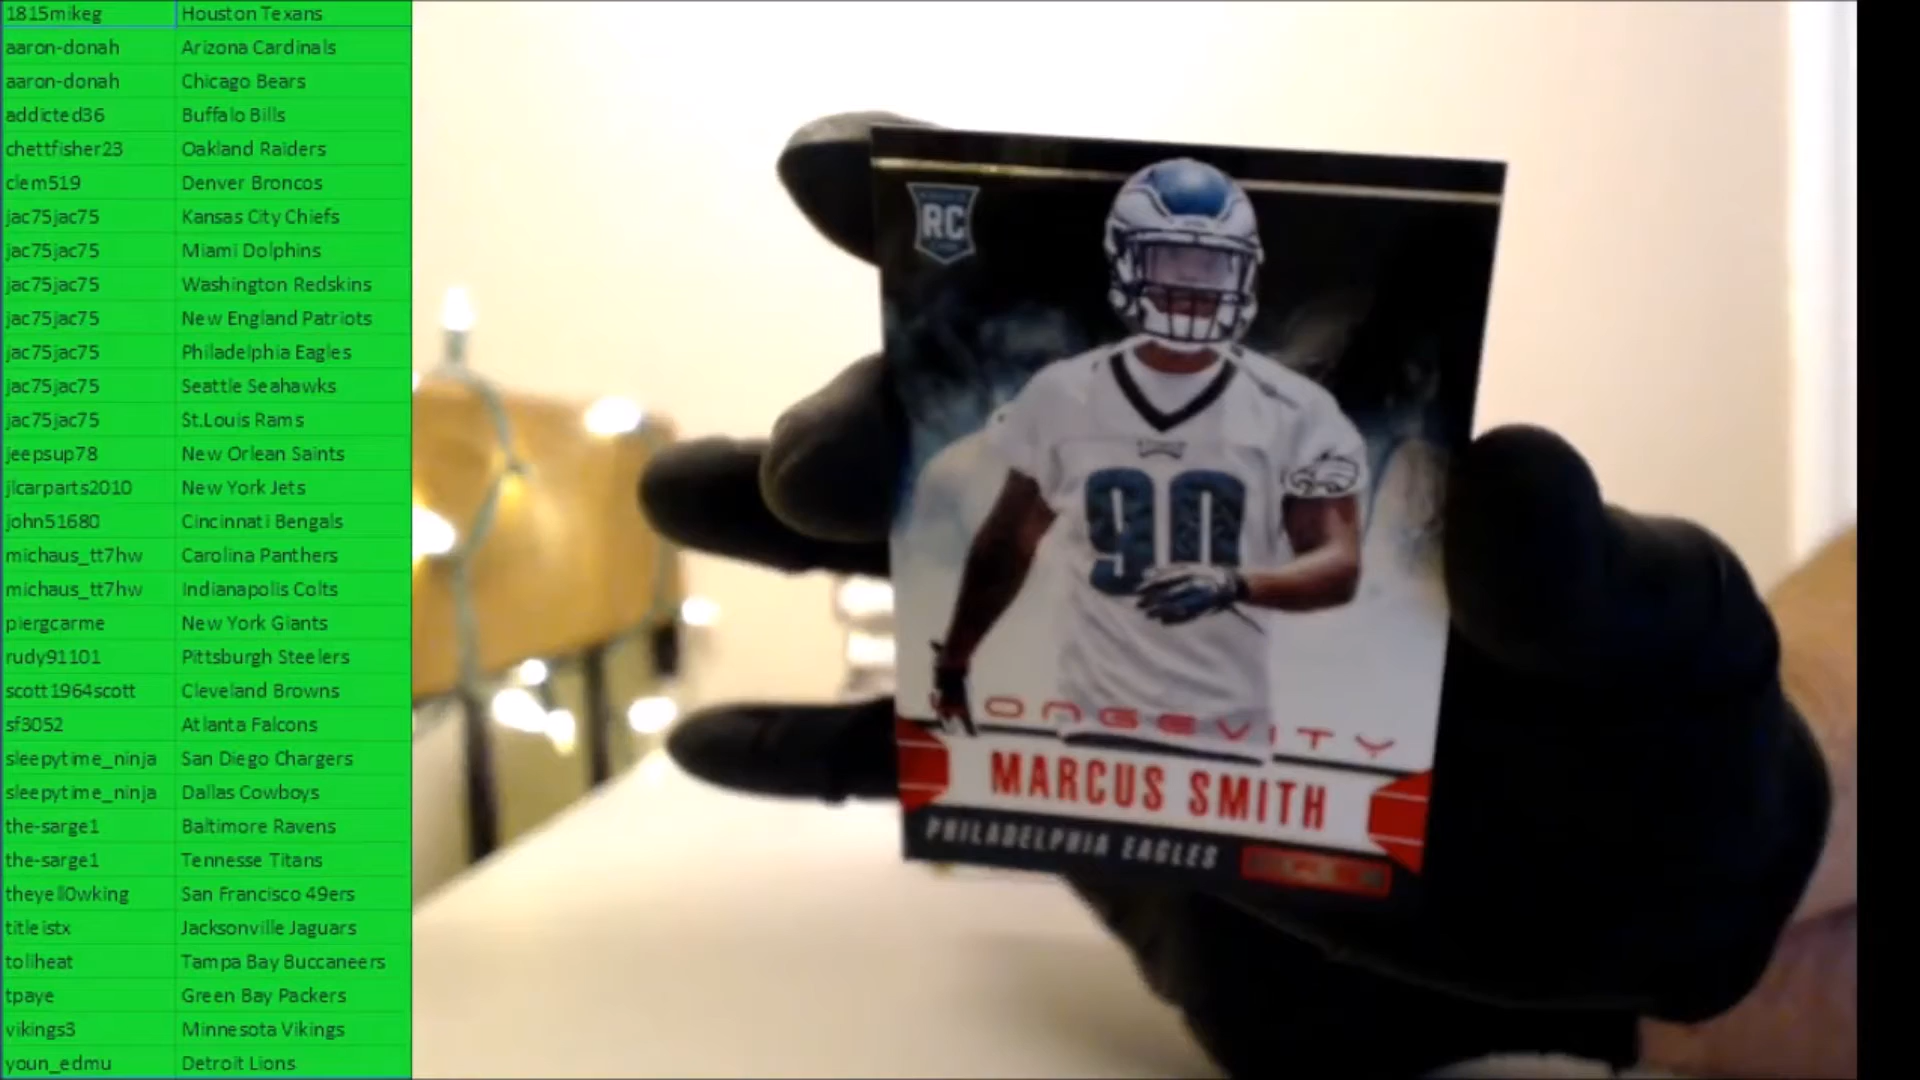 1815mikeg Houston Texans
aaron-donah Arizona Cardinals
aaron-donah Chicago Bears
addicted36 Buffalo Bills
chettfisher23 Oakland Raiders
clem519 Denver Broncos
jac75jac75 Kansas City Chiefs
jac75jac75 Miami Dolphins
jac75jac75 Washington Redskins
jac75jac75 New England Patriots
jac75jac75 Philadelphia Eagles
jac75jac75 Seattle Seahawks
jac75jac75 St.Louis Rams
jeepsup78 New Orlean Saints
jlcarparts2010 New York Jets
john51680 Cincinnati Bengals
michaus_tt7hw Carolina Panthers
michaus_tt7hw Indianapolis Colts
piergcarme New York Giants
rudy91101 Pittsburgh Steelers
scott1964scott Cleveland Browns
sf3052 Atlanta Falcons
sleepytime_ninja San Diego Chargers
sleepytime_ninja Dallas Cowboys
the-sarge1 Baltimore Ravens
the-sarge1 Tennesse Titans
theyell0wking San Francisco 49ers
titleistx Jacksonville Jaguars
toliheat Tampa Bay Buccaneers
tpaye Green Bay Packers
vikings3 Minnesota Vikings
youn_edmu Detroit Lions
RC
90
LONGEVITY
MARCUS SMITH
PHILADELPHIA EAGLES